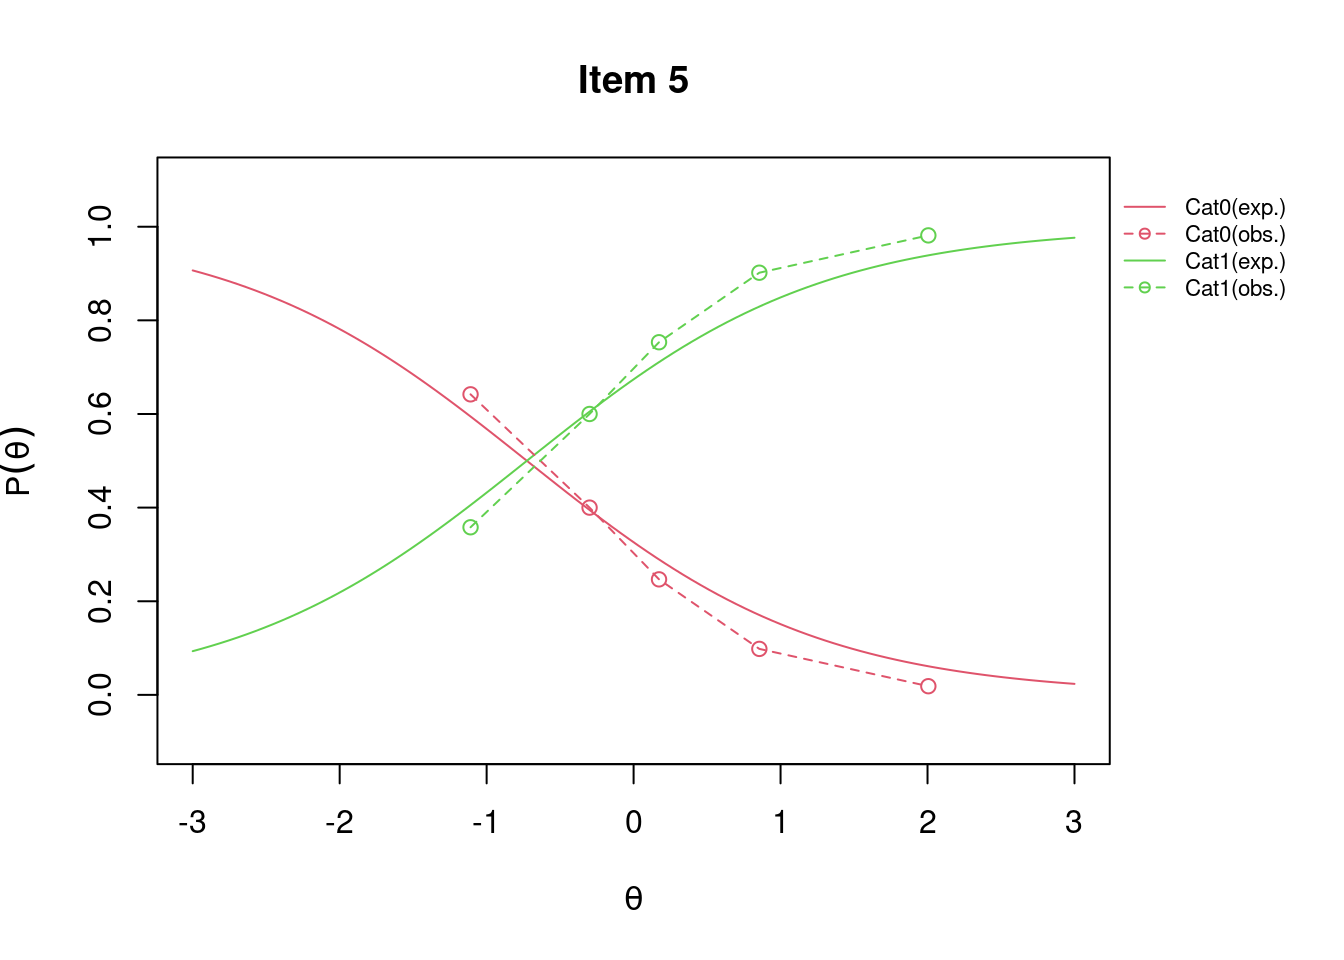 Item 5
P(θ)
1.0
0.8
0.6
0.4
0.2
0.0
-3 -2 -1 0 1 2 3
θ
Cat0(exp.)
Cat0(obs.)
Cat1(exp.)
Cat1(obs.)